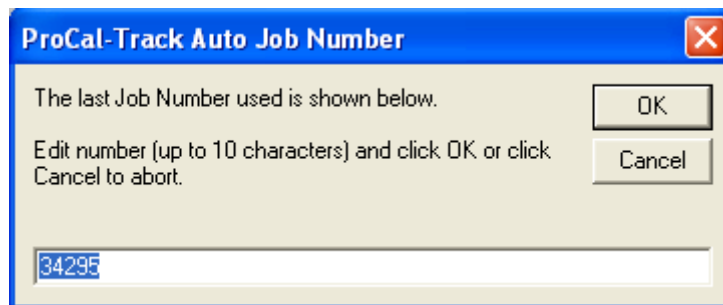 ProCal-Track Auto Job Number
The last Job Number used is shown below.
OK
Edit number (up to 10 characters) and click OK or click
Cancel to abort.
Cancel
34295